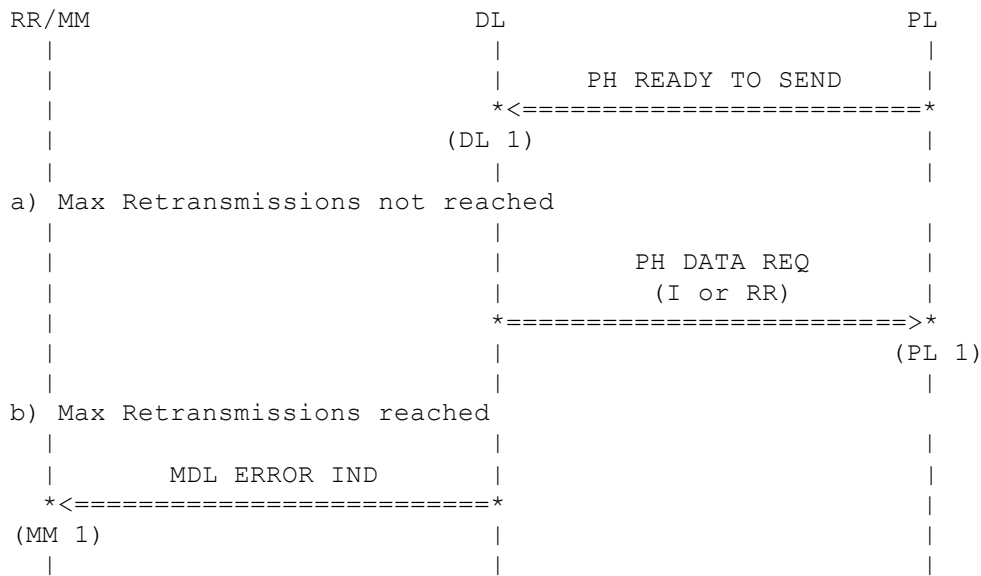 RR/MM DL PL
PH READY TO SEND
(DL 1)
a) Max Retransmissions not reached
PH DATA REQ
(I or RR)
(PL 1)
b) Max Retransmissions reached
MDL ERROR IND
(MM 1)